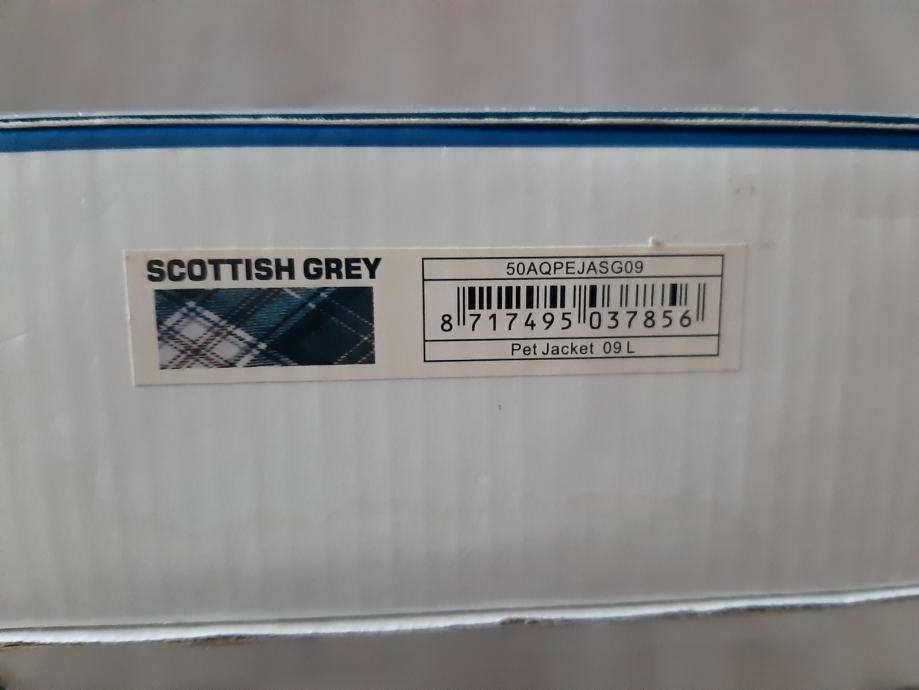 SCOTTISH GREY
50AQPEJASG09
8 717495 037856
Pet Jacket 09 L